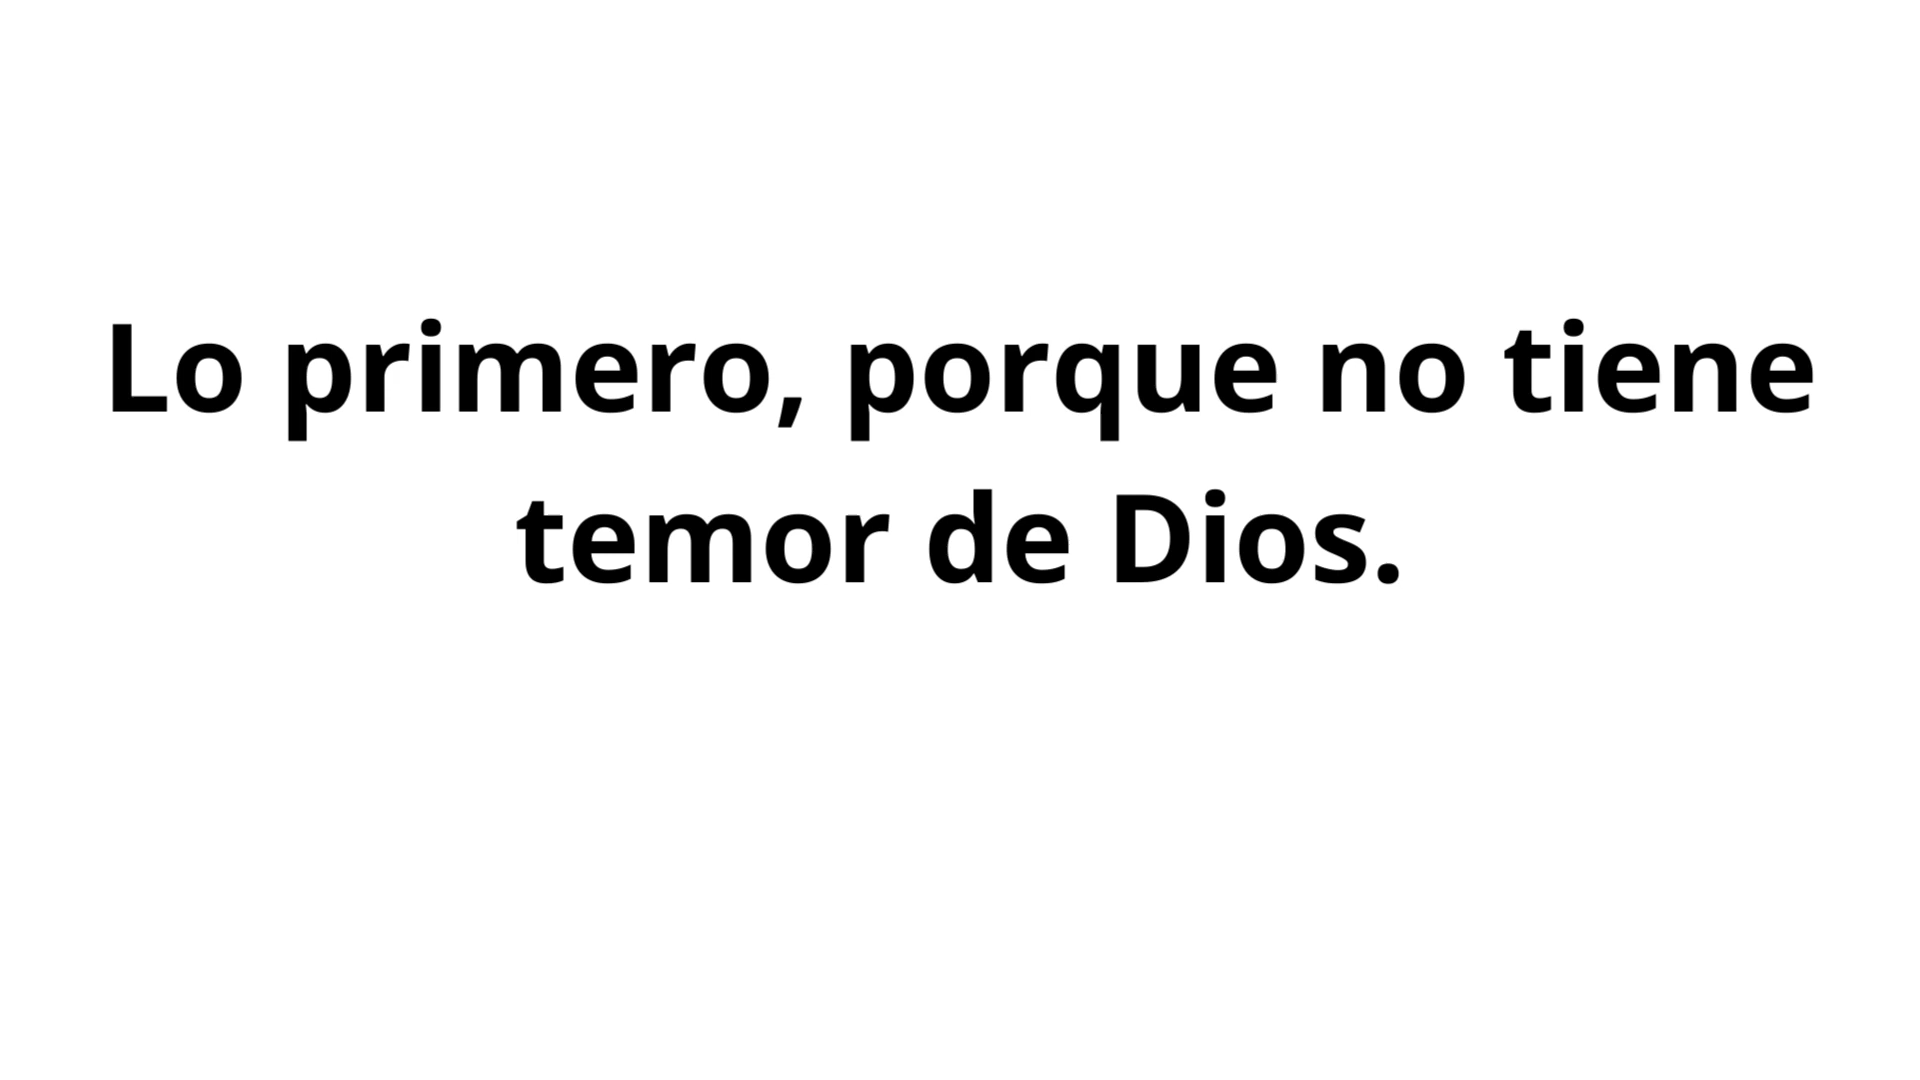 Lo primero, porque no tiene
temor de Dios.